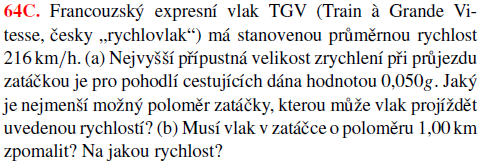 64C. Francouzský expresní vlak TGV (Train à Grande Vi-
tesse, česky „rychlovlak“) má stanovenou průměrnou rychlost
216 km/h. (a) Nejvyšší přípustná velikost zrychlení při průjezdu
zatáčkou je pro pohodlí cestujících dána hodnotou 0,050g. Jaký
je nejmenší možný poloměr zatáčky, kterou může vlak projíždět
uvedenou rychlostí? (b) Musí vlak v zatáčce o poloměru 1,00 km
zpomalit? Na jakou rychlost?